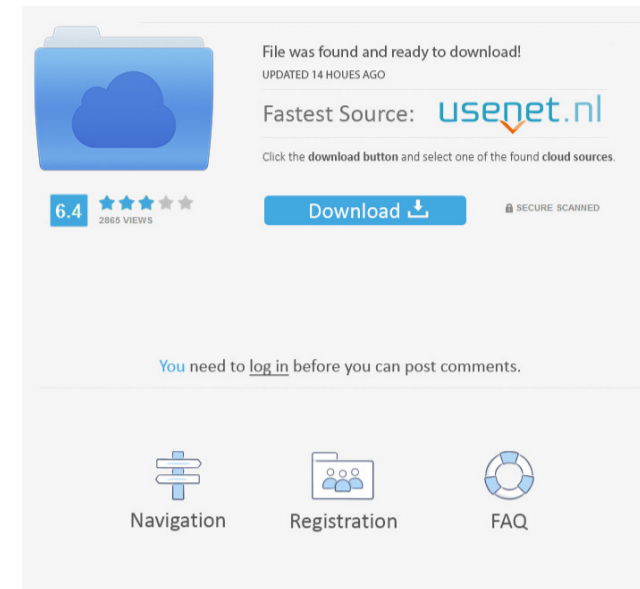 File was found and ready to download!
UPDATED 14 HOUES AGO
Fastest Source: usenet.nl
Click the download button and select one of the found cloud sources.
6.4
2865 VIEWS
Download
SECURE SCANNED
You need to log in before you can post comments.
Navigation
Registration
FAQ